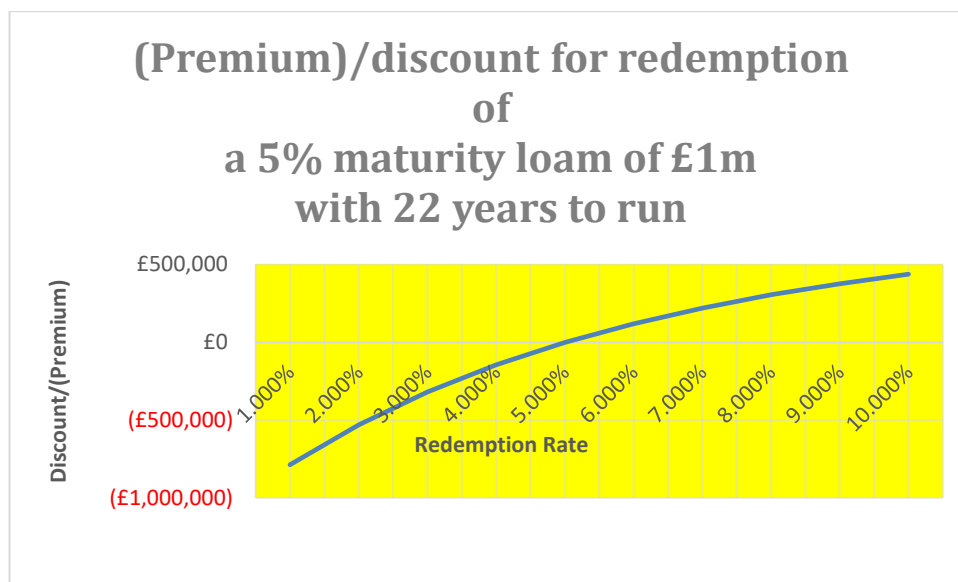 (Premium)/discount for redemption
of
a 5% maturity loam of £1m
with 22 years to run
Discount/(Premium)
£500,000
£0
(£500,000)
(£1,000,000)
1.000%
2.000%
3.000%
4.000%
5.000%
6.000%
7.000%
8.000%
9.000%
10.000%
Redemption Rate